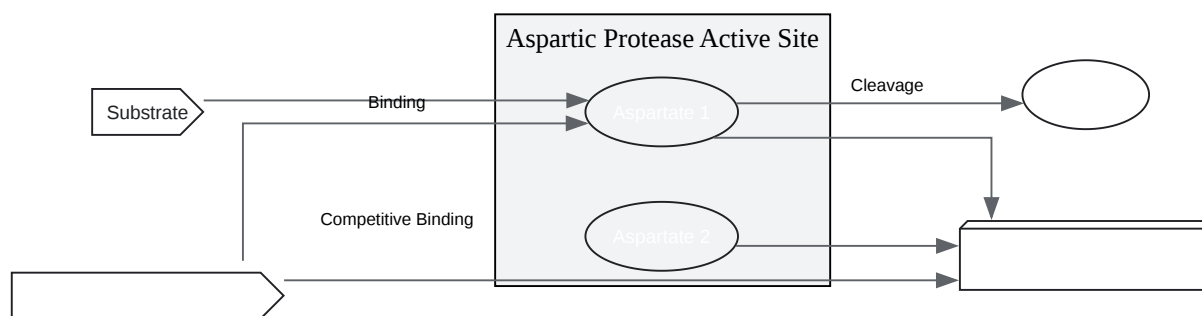 Aspartic Protease Active Site
Substrate
Binding
Aspartate 1
Cleavage
Competitive Binding
Aspartate 2